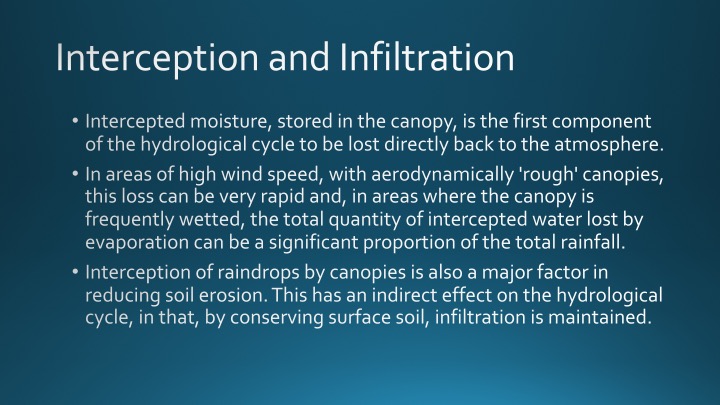 Interception and Infiltration
• Intercepted moisture, stored in the canopy, is the first component
of the hydrological cycle to be lost directly back to the atmosphere.
• In areas of high wind speed, with aerodynamically 'rough' canopies,
this loss can be very rapid and, in areas where the canopy is
frequently wetted, the total quantity of intercepted water lost by
evaporation can be a significant proportion of the total rainfall.
• Interception of raindrops by canopies is also a major factor in
reducing soil erosion. This has an indirect effect on the hydrological
cycle, in that, by conserving surface soil, infiltration is maintained.